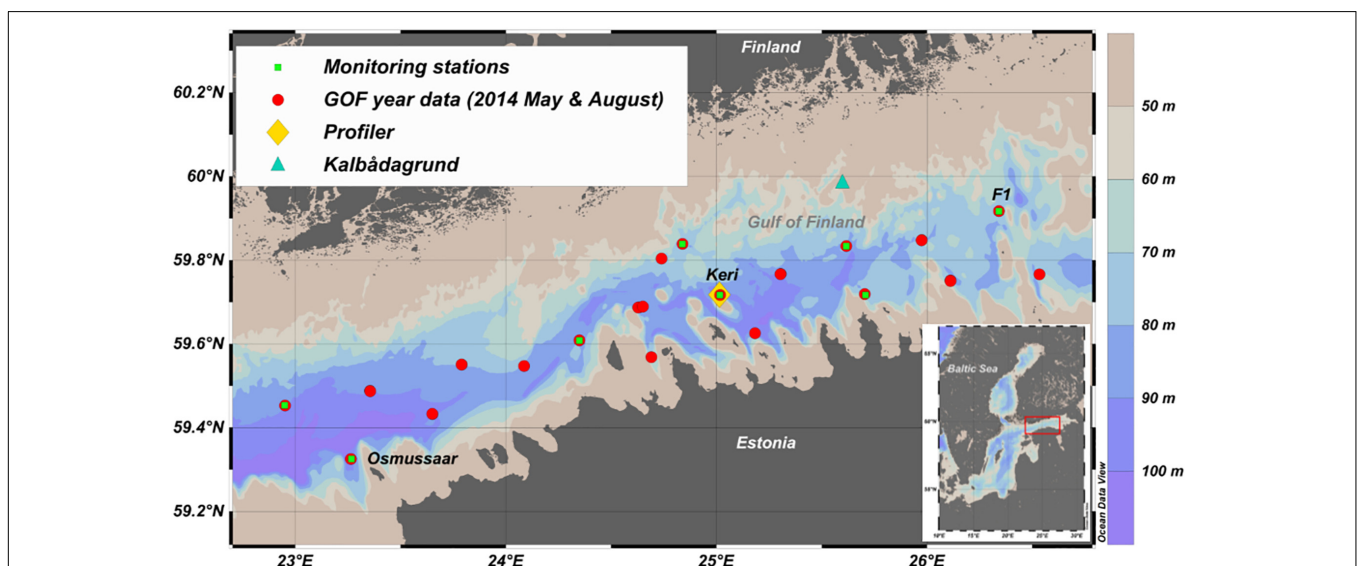 Finland
Monitoring stations
GOF year data (2014 May & August)
Profiler
Kalbådagrund
60.2°N
60°N
59.8°N
59.6°N
59.4°N
59.2°N
50 m
60 m
70 m
80 m
90 m
100 m
F1
Gulf of Finland
Keri
Osmussaar
Estonia
Baltic Sea
Ocean Data View
23°E
24°E
25°E
26°E